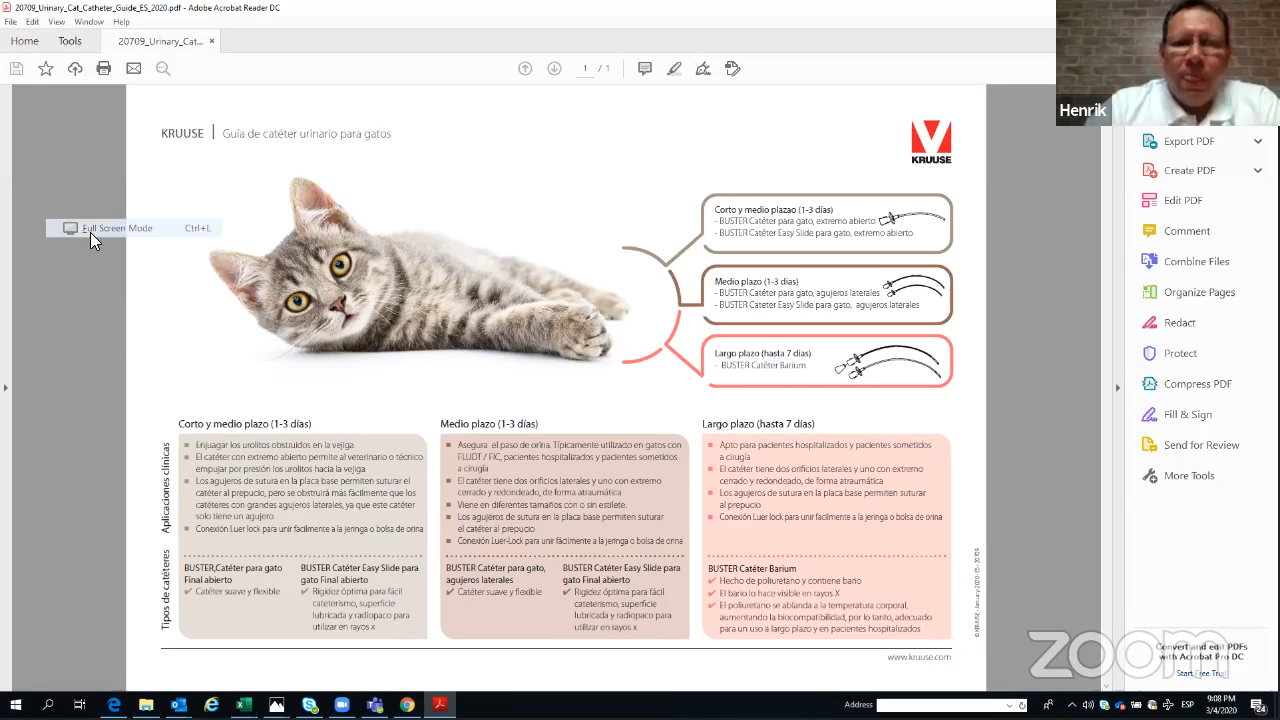 20709_Urinary_Cat_Catheter_Guide_ES_2020.pdf - Adobe Acrobat Reader DC
File Edit View Window Help
Home Tools 20709_Urinary_Cat_C... ×
1 / 1
Henrik
KRUUSE | Guía de catéter urinario para gatos
KRUUSE
Full Screen Mode Ctrl+L
Corto y medio plazao (1-3 días)
- BUSTER Catéter para gato, extremo abierto
- BUSTER Catéter Easy Slide para gato, extremo abierto
Medio plazo (1-3 días)
- BUSTER Catéter para gato, agujeros laterales
- BUSTER Catéter Easy Slide para gato, agujeros laterales
Largo plazo (hasta 7 días)
- BUSTER Catéter Barium
Aplicaciones clínicas
Corto y medio plazo (1-3 días)
Enjuagar los urolitos obstruidos en la vejiga
El catéter con extremo abierto permite al veterinario o técnico
empujar por presión los urolitos hacia la vejiga
Los agujeros de sutura en la placa base permiten suturar el
catéter al prepucio, pero se obstruirá más fácilmente que los
catéteres con grandes agujeros laterales, ya que este catéter
solo tiene un agujero
Conexión Luer lock para unir facilmente a la jeringa o bolsa de orina
Medio plazo (1-3 días)
Asegura el paso de orina. Típicamente utilizado en gatos con
FLUDT / FIC, pacientes hospitalizados y pacientes sometidos
a cirugía
El catéter tiene dos orificios laterales y uno con extremo
cerrado y redondeado, de forma atraumática
Viene en diferentes tamaños con o sin estilete.
Los agujeros de sutura en la placa base permiten suturar
el catéter al prepucio
Conexión Luer-Lock para unir fácilmente a la jeringa o bolsa de orina
Largo plazo (hasta 7 días)
Apto para pacientes hospitalizados y pacientes sometidos
a cirugía
El catéter tiene dos orificios laterales y uno con extremo
cerrado y redondeado, de forma atraumática
Los agujeros de sutura en la placa base permiten suturar
al prepucio
Conexión Luer lock para unir facilmente a la jeringa o bolsa de orina
Tipos de catéteres
BUSTER,Catéter para gato
Final abierto
✔ Catéter suave y flexible
BUSTER Catéter Easy Slide para
gato Final abierto
✔ Rigidez óptima para fácil
cateterismo, superficie
lubricada y radiopaco para
utilizar en rayos x
BUSTER Catéter para gato,
agujeros laterales
✔ Catéter suave y flexible
BUSTER Catéter Easy Slide para
gato Final abierto
✔ Rigidez óptima para fácil
cateterismo, superficie
lubricada y radiopaco para
utilizar en rayos x
BUSTER Catéter Barium
✔ Hecho de poliuretano y contiene bario
✔ El bario lo hace visible en rayos X
✔ El poliuretano se ablanda a la temperatura corporal,
aumentando la biocompatibilidad, por lo tanto, adecuado
para un uso a largo plazo y en pacientes hospitalizados
© KRUUSE - January 2020 - ES - 20709
www.kruuse.com
Export PDF
Create PDF
Edit PDF
Comment
Combine Files
Organize Pages
Redact
Protect
Compress PDF
Fill & Sign
Send for Review
More Tools
Convert and edit PDFs
with Acrobat Pro DC
Start Free Trial
zoom
Address
ESP
9:08 PM
3/4/2020
24